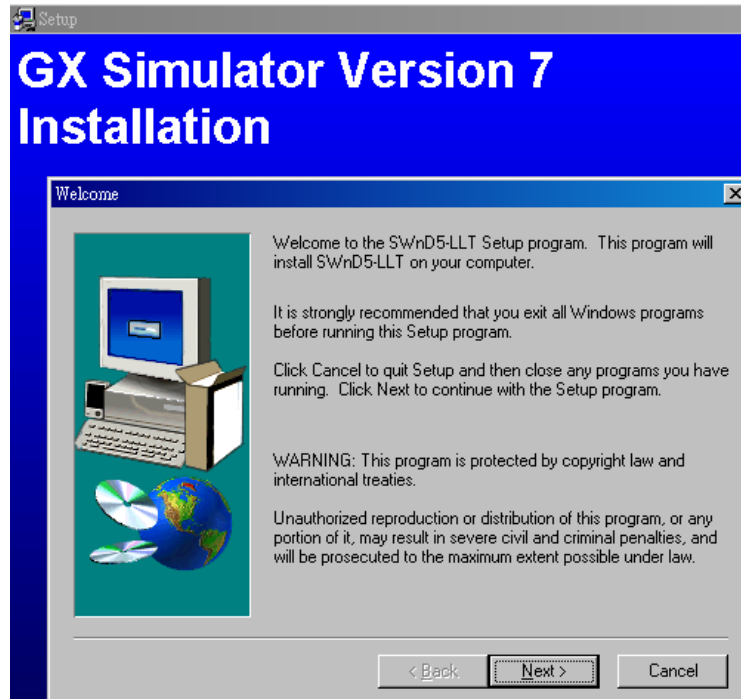 Setup
GX Simulator Version 7
Installation
Welcome
Welcome to the SWnD5-LLT Setup program. This program will
install SWnD5-LLT on your computer.
It is strongly recommended that you exit all Windows programs
before running this Setup program.
Click Cancel to quit Setup and then close any programs you have
running. Click Next to continue with the Setup program.
WARNING: This program is protected by copyright law and
international treaties.
Unauthorized reproduction or distribution of this program, or any
portion of it, may result in severe civil and criminal penalties, and
will be prosecuted to the maximum extent possible under law.
< Back Next > Cancel